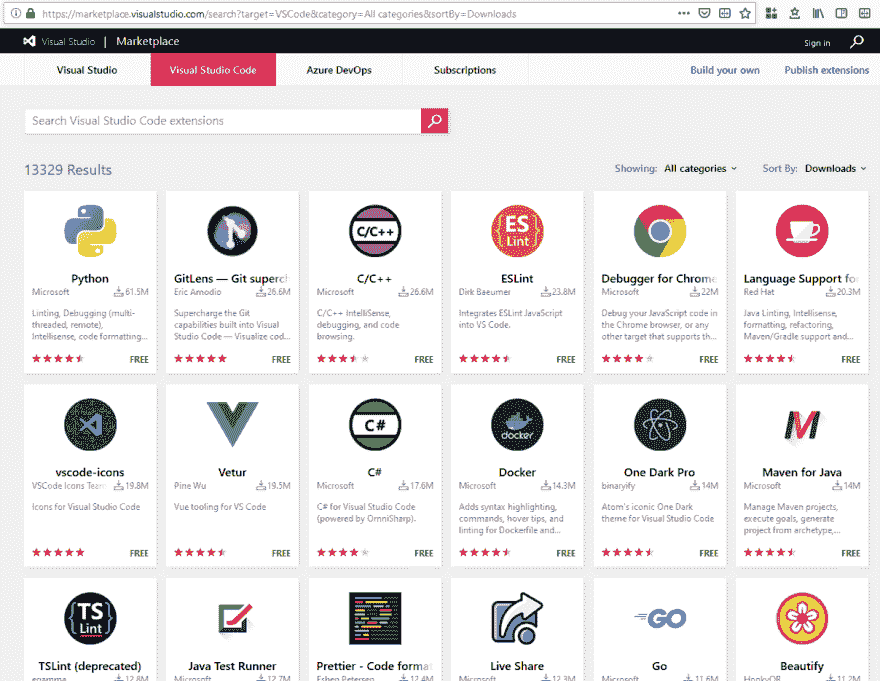 https://marketplace.visualstudio.com/search?target=VSCode&category=All categories&sortBy=Downloads
Visual Studio | Marketplace
Sign in
Visual Studio
Visual Studio Code
Azure DevOps
Subscriptions
Build your own
Publish extensions
Search Visual Studio Code extensions
13329 Results
Showing: All categories
Sort By: Downloads
Python
Microsoft 61.5M
Linting, Debugging (multi-
threaded, remote),
Intellisense, code formatting...
FREE
GitLens — Git superch
Eric Amodio 26.6M
Supercharge the Git
capabilities built into Visual
Studio Code — Visualize cod...
FREE
C/C++
C/C++
Microsoft 26.6M
C/C++ IntelliSense,
debugging, and code
browsing.
FREE
ES
Lint
ESLint
Dirk Baeumer 23.8M
Integrates ESLint JavaScript
into VS Code.
FREE
Debugger for Chrome
Microsoft 22M
Debug your JavaScript code in
the Chrome browser, or any
other target that supports th...
FREE
Language Support for
Red Hat 20.3M
Java Linting, Intellisense,
formatting, refactoring,
Maven/Gradle support and...
FREE
vscode-icons
VSCode Icons Team 19.8M
Icons for Visual Studio Code
FREE
Vetur
Pine Wu 19.5M
Vue tooling for VS Code
FREE
C#
C#
Microsoft 17.6M
C# for Visual Studio Code
(powered by OmniSharp).
FREE
docker
Docker
Microsoft 14.3M
Adds syntax highlighting,
commands, hover tips, and
linting for Dockerfile and...
FREE
One Dark Pro
binaryify 14M
Atom's iconic One Dark
theme for Visual Studio Code
FREE
M
Maven for Java
Microsoft 14M
Manage Maven projects,
execute goals, generate
project from archetype,...
FREE
TS
Lint
TSLint (deprecated)
egamma 12.8M
Java Test Runner
Microsoft 12.7M
Prettier - Code format
Esben Petersen 12.4M
Live Share
Microsoft 12.3M
GO
Go
Microsoft 11.6M
Beautify
HookyQR 11.2M